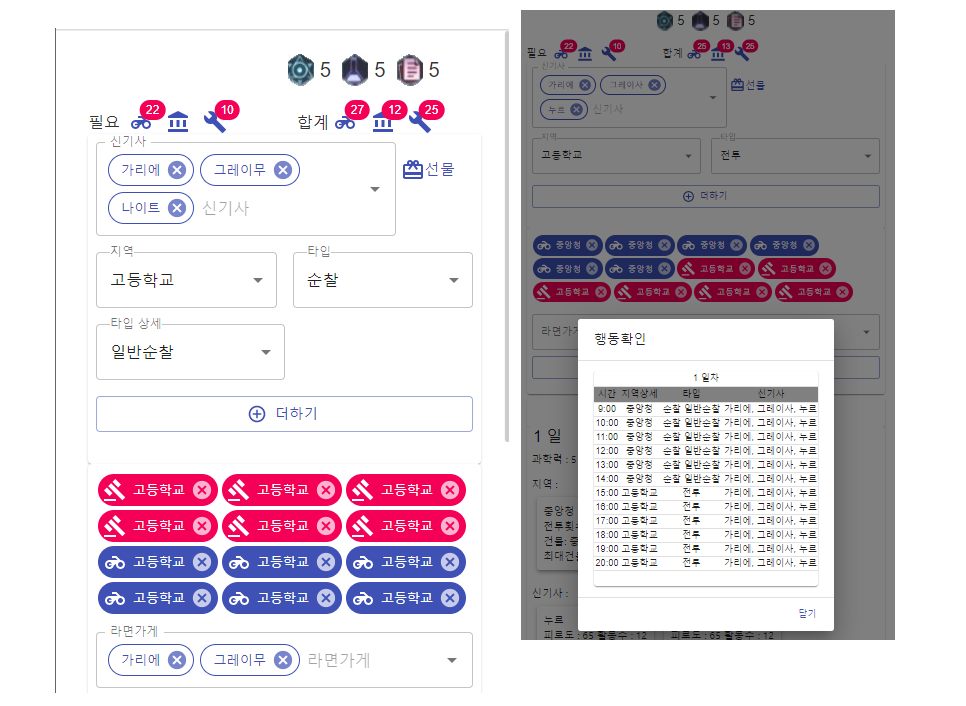 5 5 5
필요 22 10 합계 27 12 25
신기사
가리에 그레이무 선물
나이트 신기사
지역 타입
고등학교 순찰
타입 상세
일반순찰
더하기
고등학교 고등학교 고등학교
고등학교 고등학교 고등학교
고등학교 고등학교 고등학교
고등학교 고등학교 고등학교
라면가게
가리에 그레이무 라면가게
5 5 5
필요 22 10 합계 25 13 25
신기사
가리에 그레이사 선물
누르 신기사
지역 타입
고등학교 전투
더하기
중앙청 중앙청 중앙청 중앙청
중앙청 중앙청 고등학교 고등학교
고등학교 고등학교 고등학교 고등학교
라면가게
행동확인
1 일차
시간 지역상세 타입 신기사
9:00 중앙청 순찰 일반순찰 가리에, 그레이사, 누르
10:00 중앙청 순찰 일반순찰 가리에, 그레이사, 누르
11:00 중앙청 순찰 일반순찰 가리에, 그레이사, 누르
12:00 중앙청 순찰 일반순찰 가리에, 그레이사, 누르
13:00 중앙청 순찰 일반순찰 가리에, 그레이사, 누르
14:00 중앙청 순찰 일반순찰 가리에, 그레이사, 누르
15:00 고등학교 전투 가리에, 그레이사, 누르
16:00 고등학교 전투 가리에, 그레이사, 누르
17:00 고등학교 전투 가리에, 그레이사, 누르
18:00 고등학교 전투 가리에, 그레이사, 누르
19:00 고등학교 전투 가리에, 그레이사, 누르
20:00 고등학교 전투 가리에, 그레이사, 누르
닫기
1 일
과학력 : 5
지역 :
중앙청
전투횟수
건물: 중
최대건
신기사 :
누르
피로도 : 65 활동수 : 12 피로도 : 65 활동수 : 12